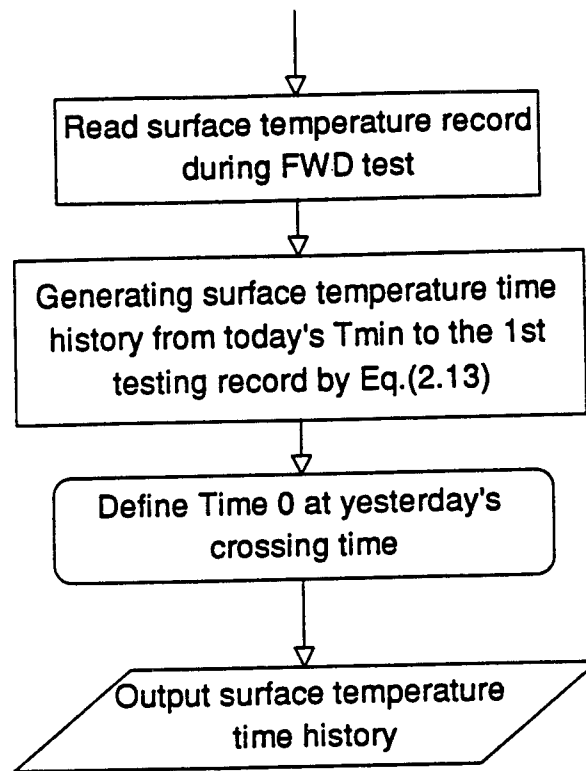 Read surface temperature record
during FWD test
Generating surface temperature time
history from today's Tmin to the 1st
testing record by Eq.(2.13)
Define Time 0 at yesterday's
crossing time
Output surface temperature
time history